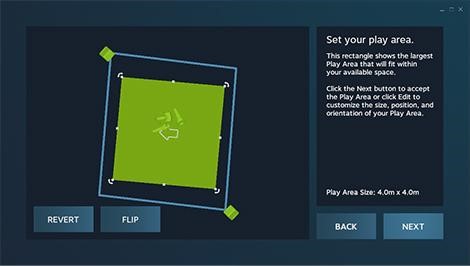 Set your play area.
This rectangle shows the largest
Play Area that will fit within
your available space.
Click the Next button to accept
the Play Area or click Edit to
customize the size, position, and
orientation of your Play Area.
Play Area Size: 4.0m x 4.0m
REVERT
FLIP
BACK
NEXT